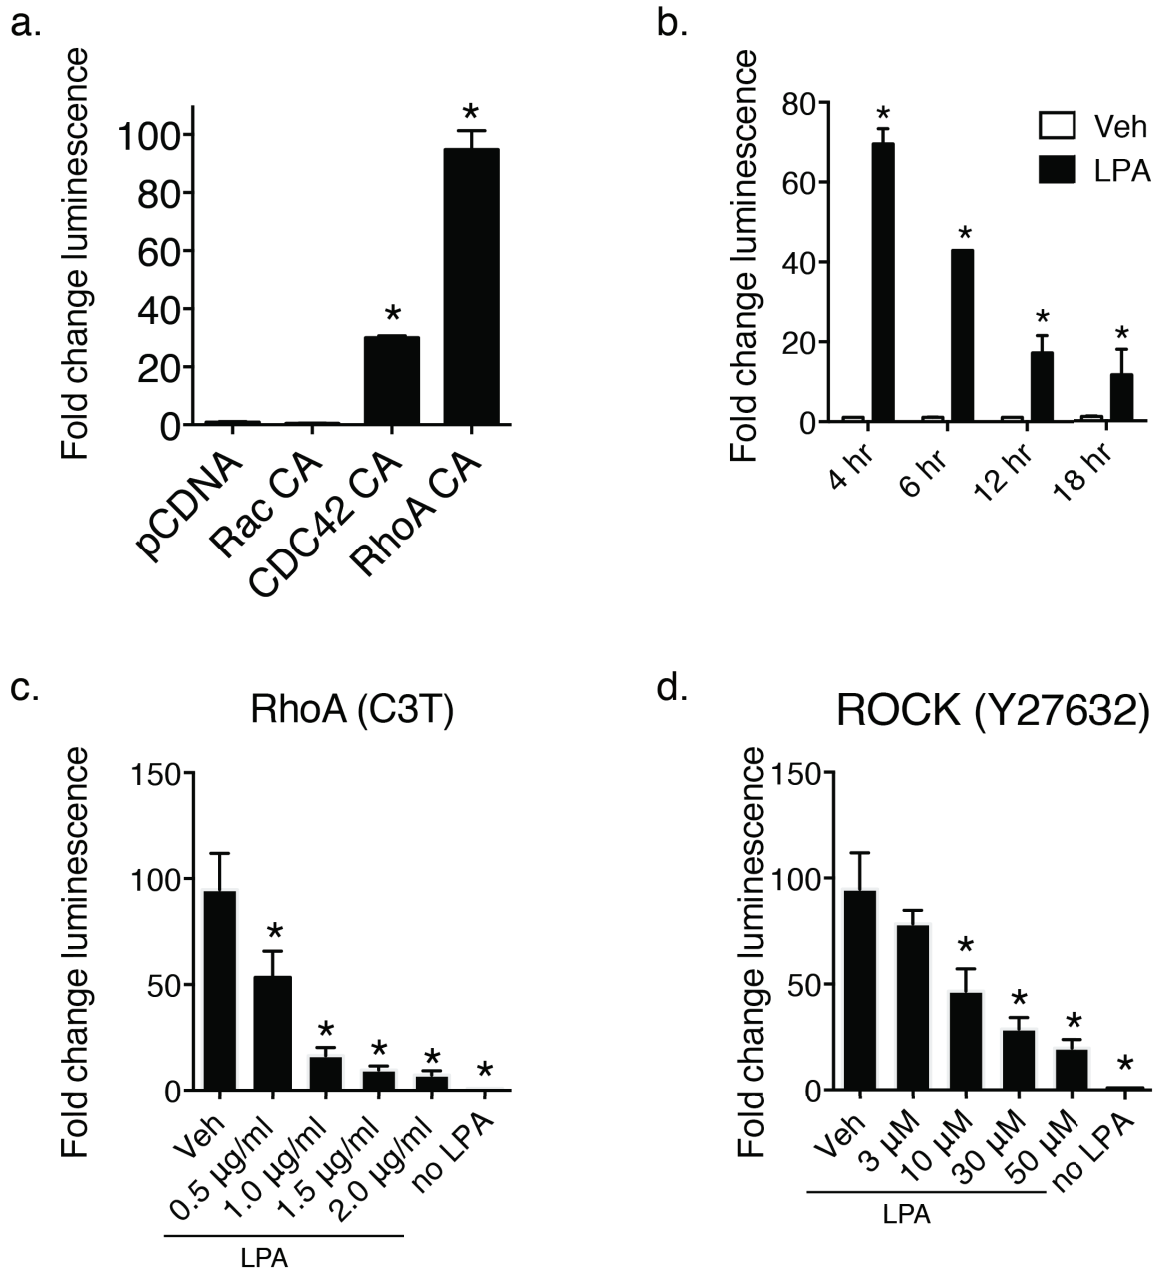 a.
Fold change luminescence
100
80
60
40
20
0
*
*
pCDNA
Rac CA
CDC42 CA
RhoA CA
b.
Fold change luminescence
80
60
40
20
0
*
*
*
*
Veh
LPA
4 hr
6 hr
12 hr
18 hr
c.
RhoA (C3T)
Fold change luminescence
150
100
50
0
*
*
*
*
*
Veh
0.5 µg/ml
1.0 µg/ml
1.5 µg/ml
2.0 µg/ml
no LPA
LPA
d.
ROCK (Y27632)
Fold change luminescence
150
100
50
0
*
*
*
*
Veh
3 µM
10 µM
30 µM
50 µM
no LPA
LPA